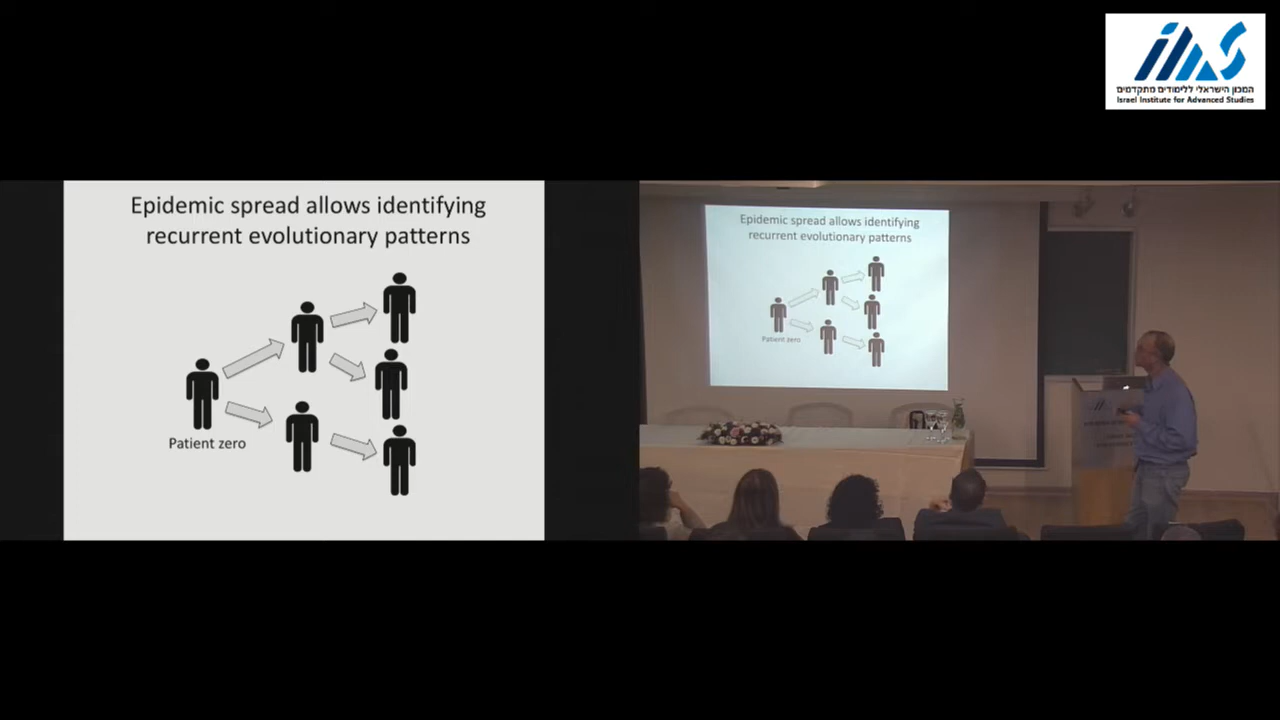 המכון הישראלי ללימודים מתקדמים
Israel Institute for Advanced Studies
Epidemic spread allows identifying
recurrent evolutionary patterns
Patient zero
Epidemic spread allows identifying
recurrent evolutionary patterns
Patient zero